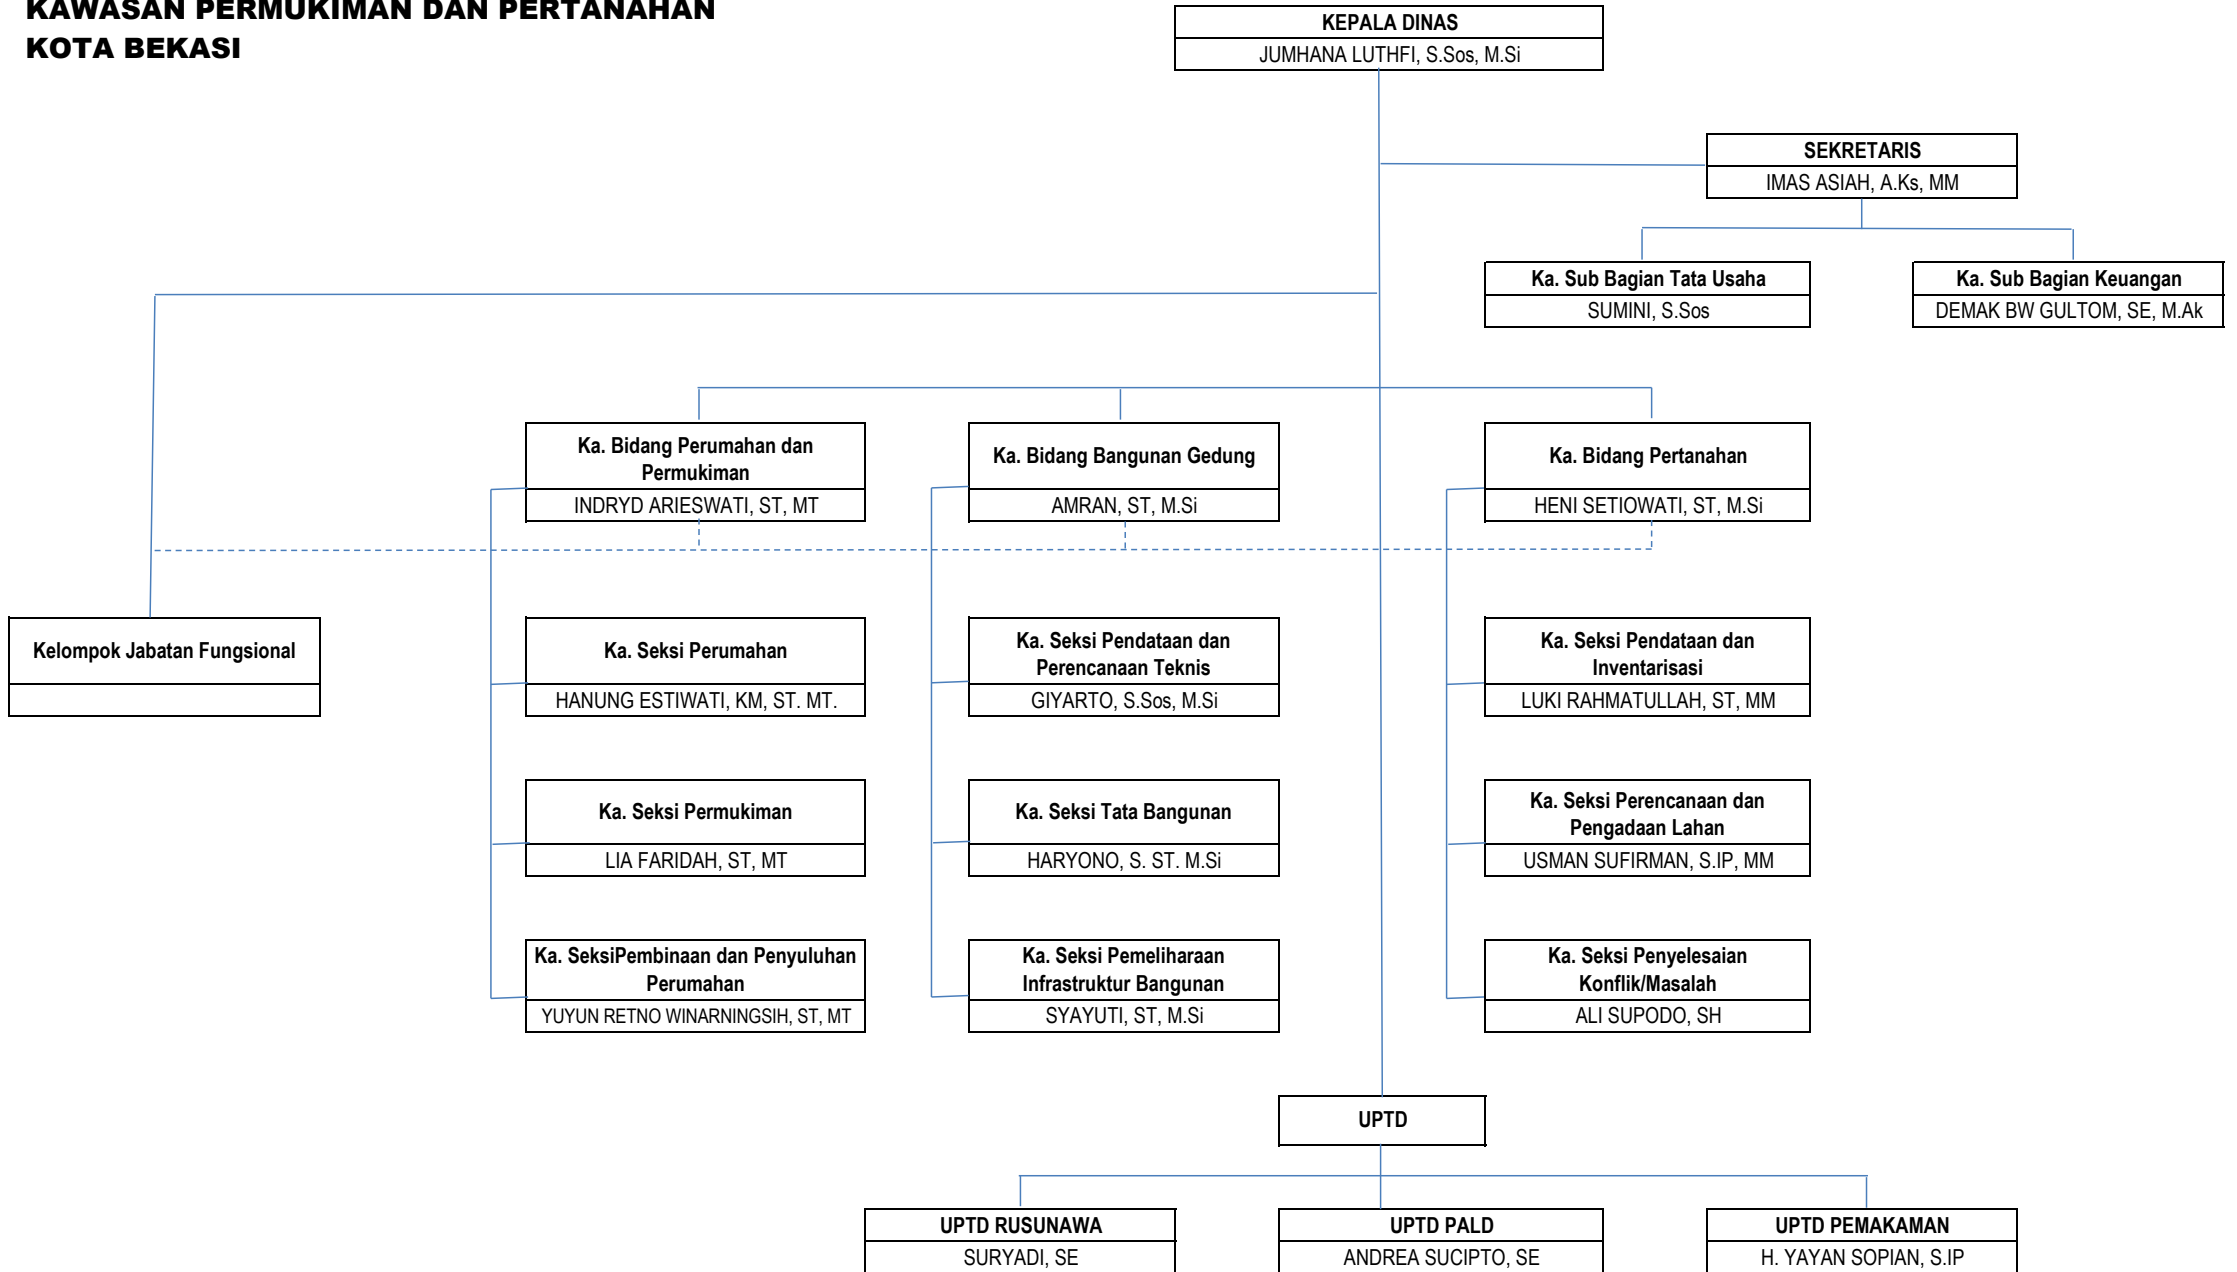 KAWASAN PERMUKIMAN DAN PERTANAHAN
KOTA BEKASI
KEPALA DINAS
JUMHANA LUTHFI, S.Sos, M.Si
SEKRETARIS
IMAS ASIAH, A.Ks, MM
Ka. Sub Bagian Tata Usaha
SUMINI, S.Sos
Ka. Sub Bagian Keuangan
DEMAK BW GULTOM, SE, M.Ak
Ka. Bidang Perumahan dan
Permukiman
INDRYD ARIESWATI, ST, MT
Ka. Bidang Bangunan Gedung
AMRAN, ST, M.Si
Ka. Bidang Pertanahan
HENI SETIOWATI, ST, M.Si
Kelompok Jabatan Fungsional
Ka. Seksi Perumahan
HANUNG ESTIWATI, KM, ST. MT.
Ka. Seksi Pendataan dan
Perencanaan Teknis
GIYARTO, S.Sos, M.Si
Ka. Seksi Pendataan dan
Inventarisasi
LUKI RAHMATULLAH, ST, MM
Ka. Seksi Permukiman
LIA FARIDAH, ST, MT
Ka. Seksi Tata Bangunan
HARYONO, S. ST. M.Si
Ka. Seksi Perencanaan dan
Pengadaan Lahan
USMAN SUFIRMAN, S.IP, MM
Ka. SeksiPembinaan dan Penyuluhan
Perumahan
YUYUN RETNO WINARNINGSIH, ST, MT
Ka. Seksi Pemeliharaan
Infrastruktur Bangunan
SYAYUTI, ST, M.Si
Ka. Seksi Penyelesaian
Konflik/Masalah
ALI SUPODO, SH
UPTD
UPTD RUSUNAWA
SURYADI, SE
UPTD PALD
ANDREA SUCIPTO, SE
UPTD PEMAKAMAN
H. YAYAN SOPIAN, S.IP